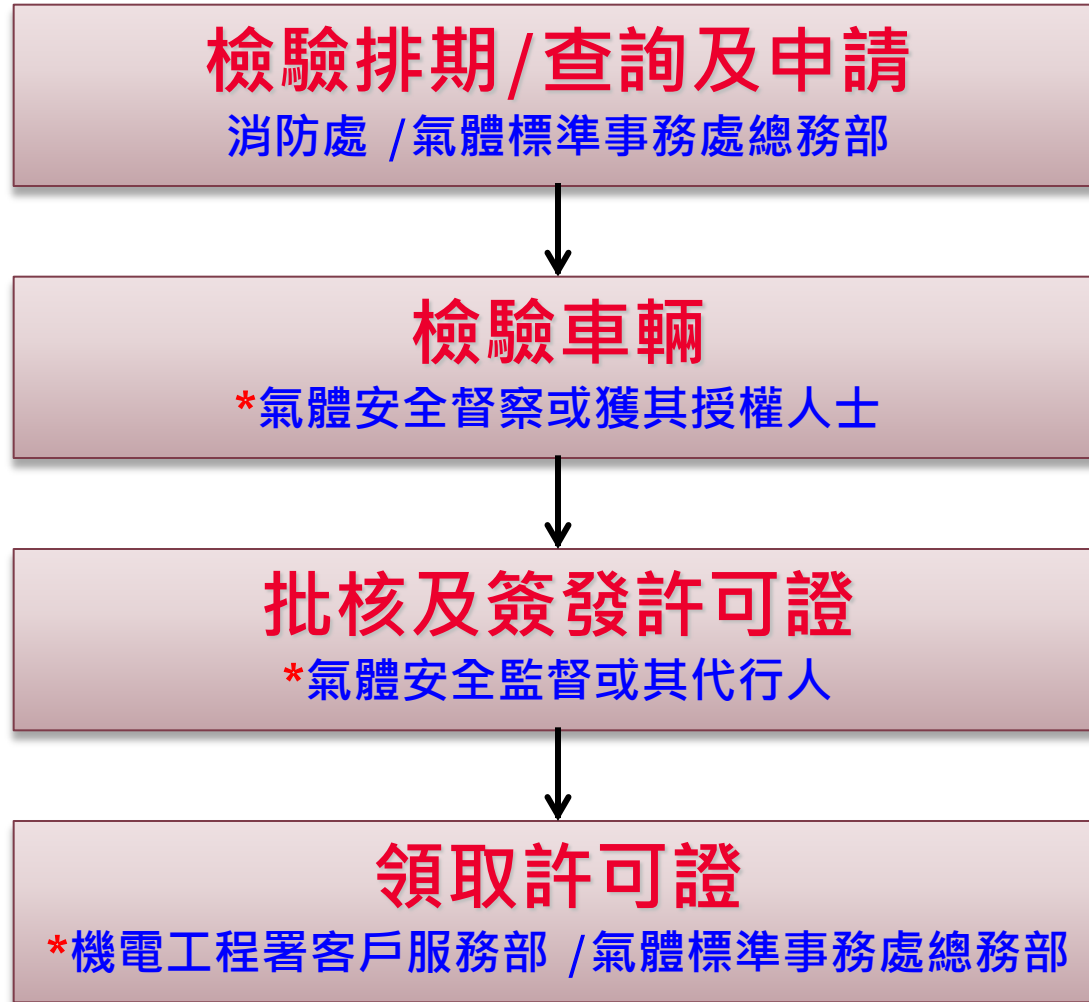 檢驗排期/查詢及申請
消防處 /氣體標準事務處總務部
檢驗車輛
*氣體安全督察或獲其授權人士
批核及簽發許可證
*氣體安全監督或其代行人
領取許可證
*機電工程署客戶服務部 /氣體標準事務處總務部